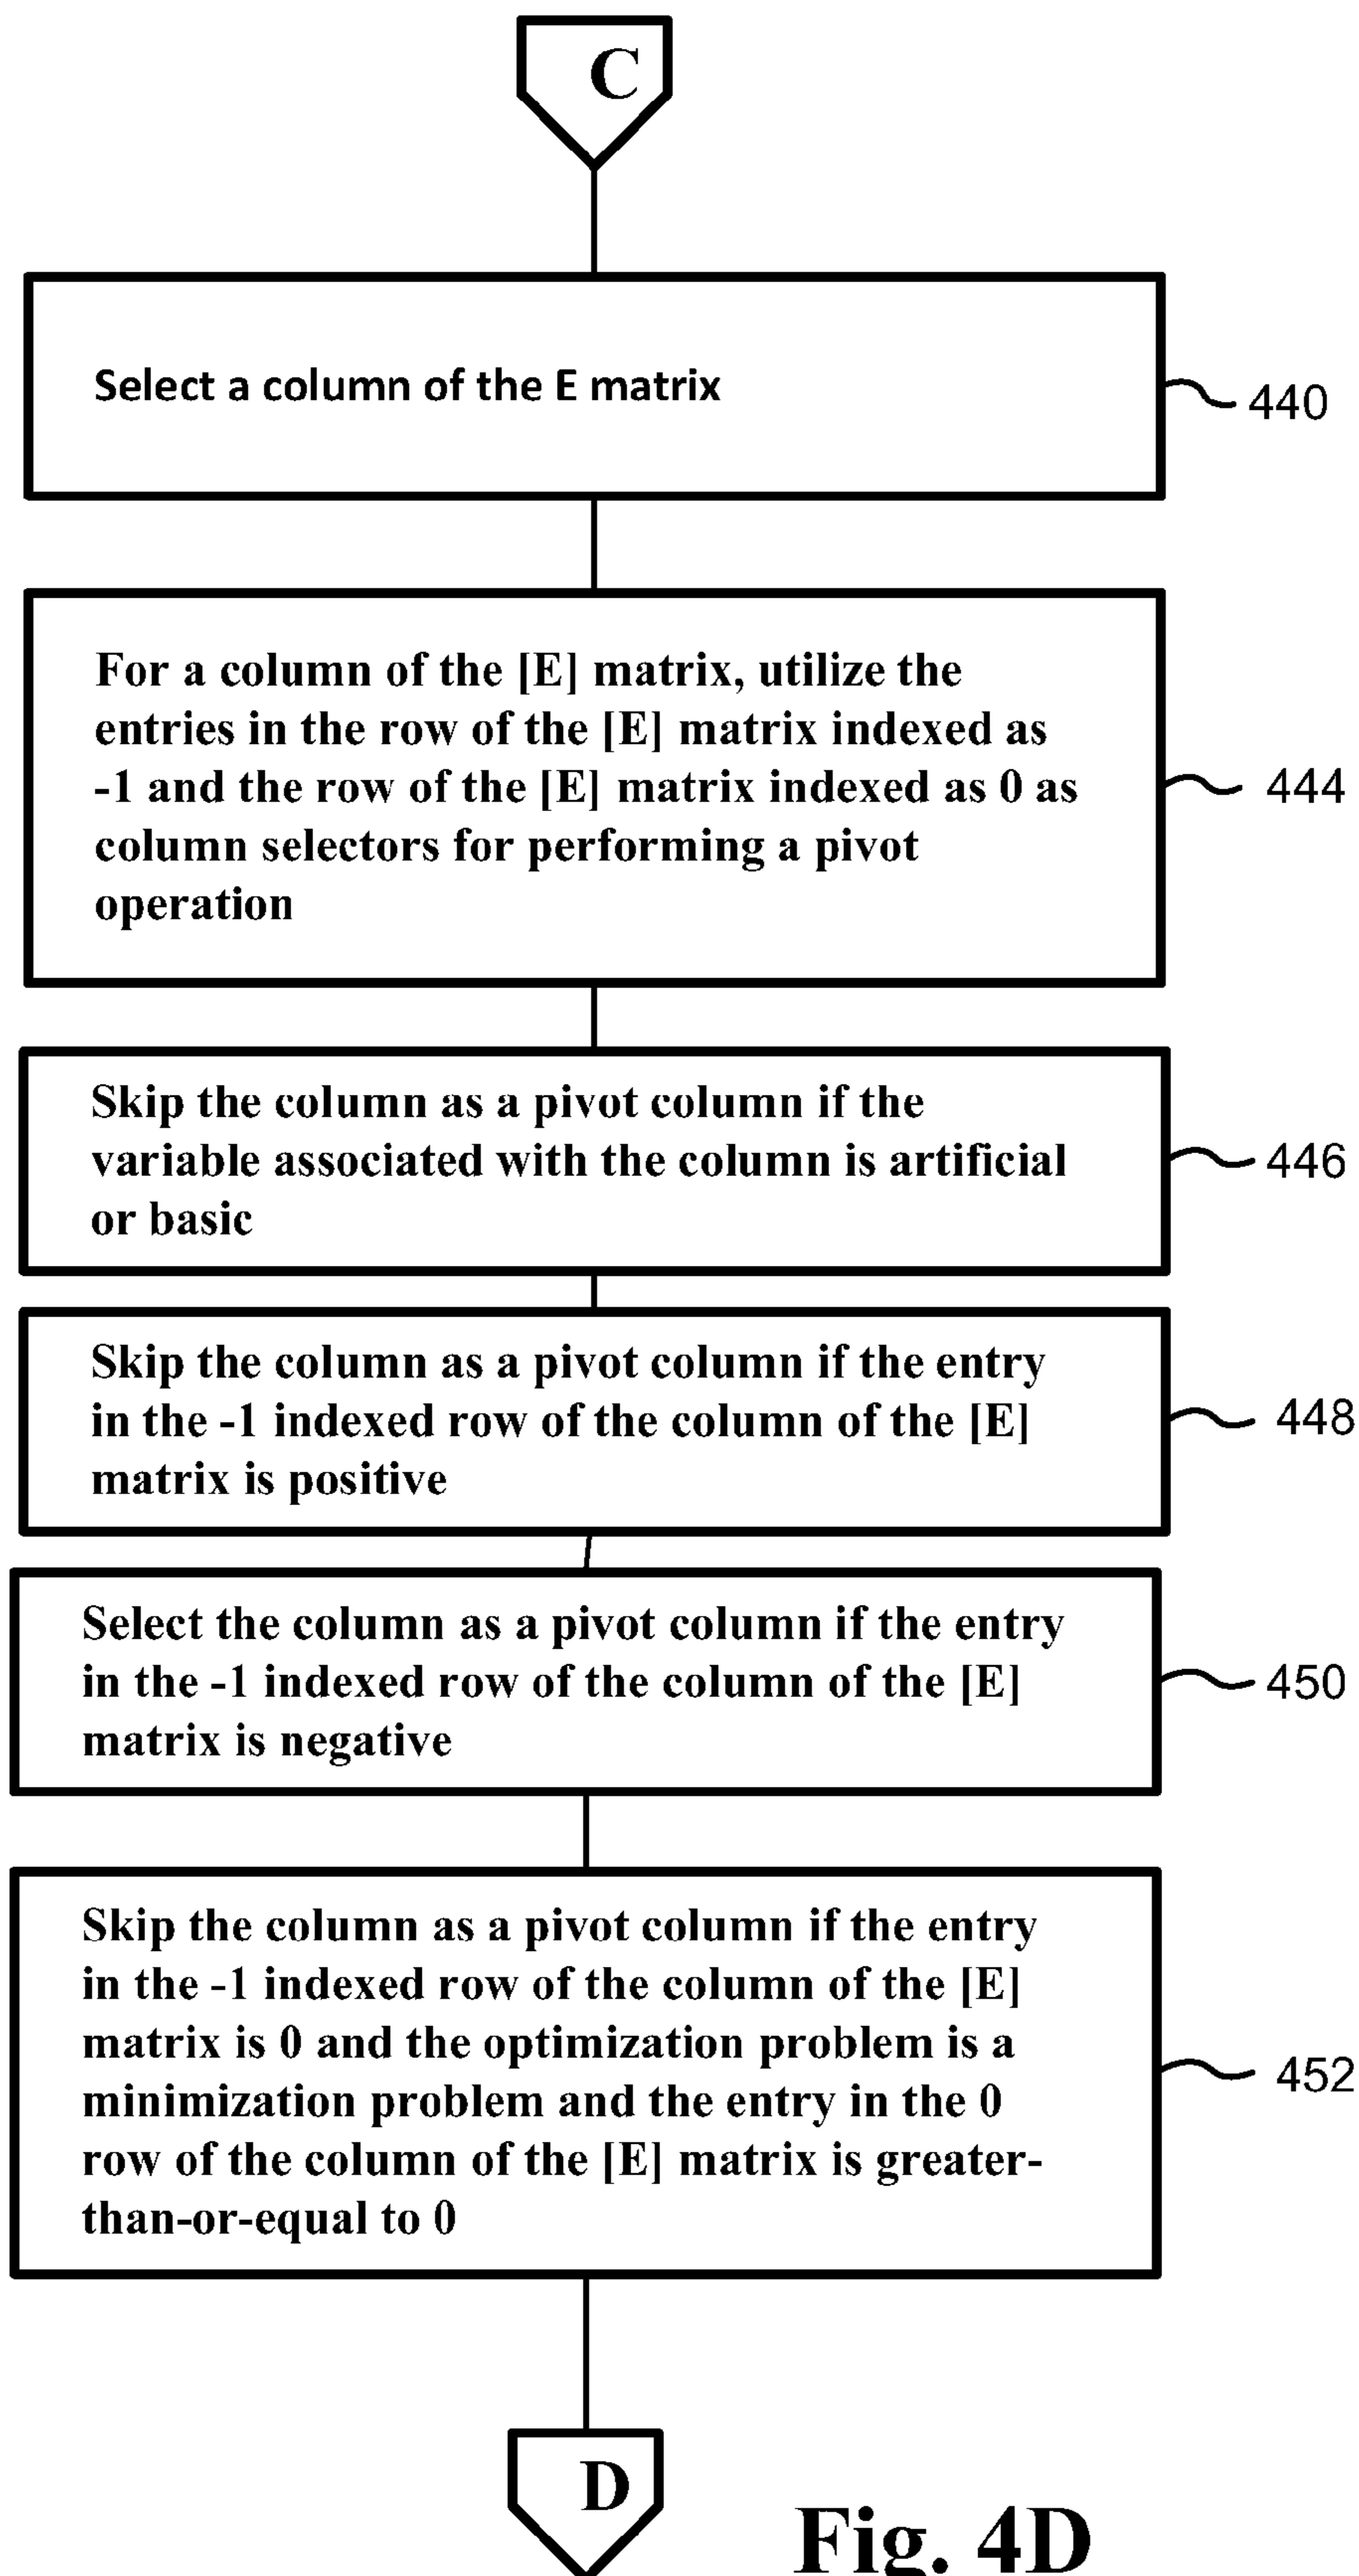 C
Select a column of the E matrix
440
For a column of the [E] matrix, utilize the
entries in the row of the [E] matrix indexed as
-1 and the row of the [E] matrix indexed as 0 as
column selectors for performing a pivot
operation
444
Skip the column as a pivot column if the
variable associated with the column is artificial
or basic
446
Skip the column as a pivot column if the entry
in the -1 indexed row of the column of the [E]
matrix is positive
448
Select the column as a pivot column if the entry
in the -1 indexed row of the column of the [E]
matrix is negative
450
Skip the column as a pivot column if the entry
in the -1 indexed row of the column of the [E]
matrix is 0 and the optimization problem is a
minimization problem and the entry in the 0
row of the column of the [E] matrix is greater-
than-or-equal to 0
452
D
Fig. 4D